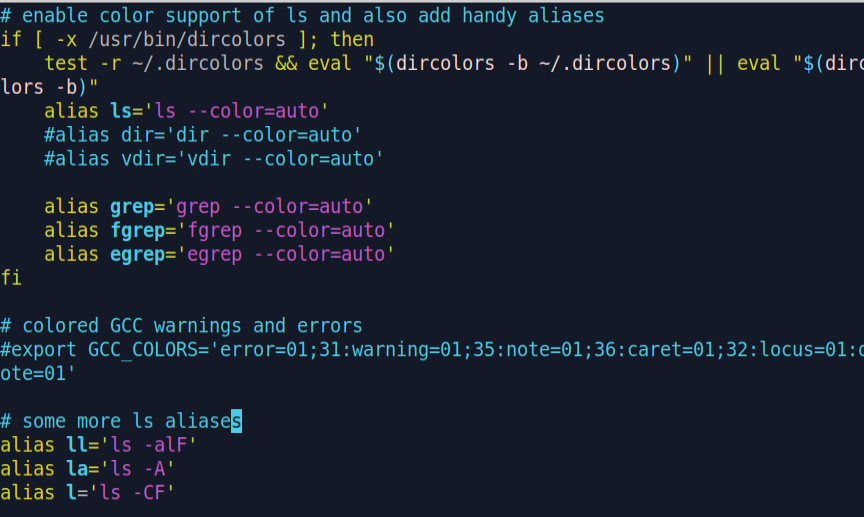 # enable color support of ls and also add handy aliases
if [ -x /usr/bin/dircolors ]; then
    test -r ~/.dircolors && eval "$(dircolors -b ~/.dircolors)" || eval "$(dirc
lors -b)"
    alias ls='ls --color=auto'
    #alias dir='dir --color=auto'
    #alias vdir='vdir --color=auto'

    alias grep='grep --color=auto'
    alias fgrep='fgrep --color=auto'
    alias egrep='egrep --color=auto'
fi

# colored GCC warnings and errors
#export GCC_COLORS='error=01;31:warning=01;35:note=01;36:caret=01;32:locus=01:
ote=01'

# some more ls aliases
alias ll='ls -alF'
alias la='ls -A'
alias l='ls -CF'